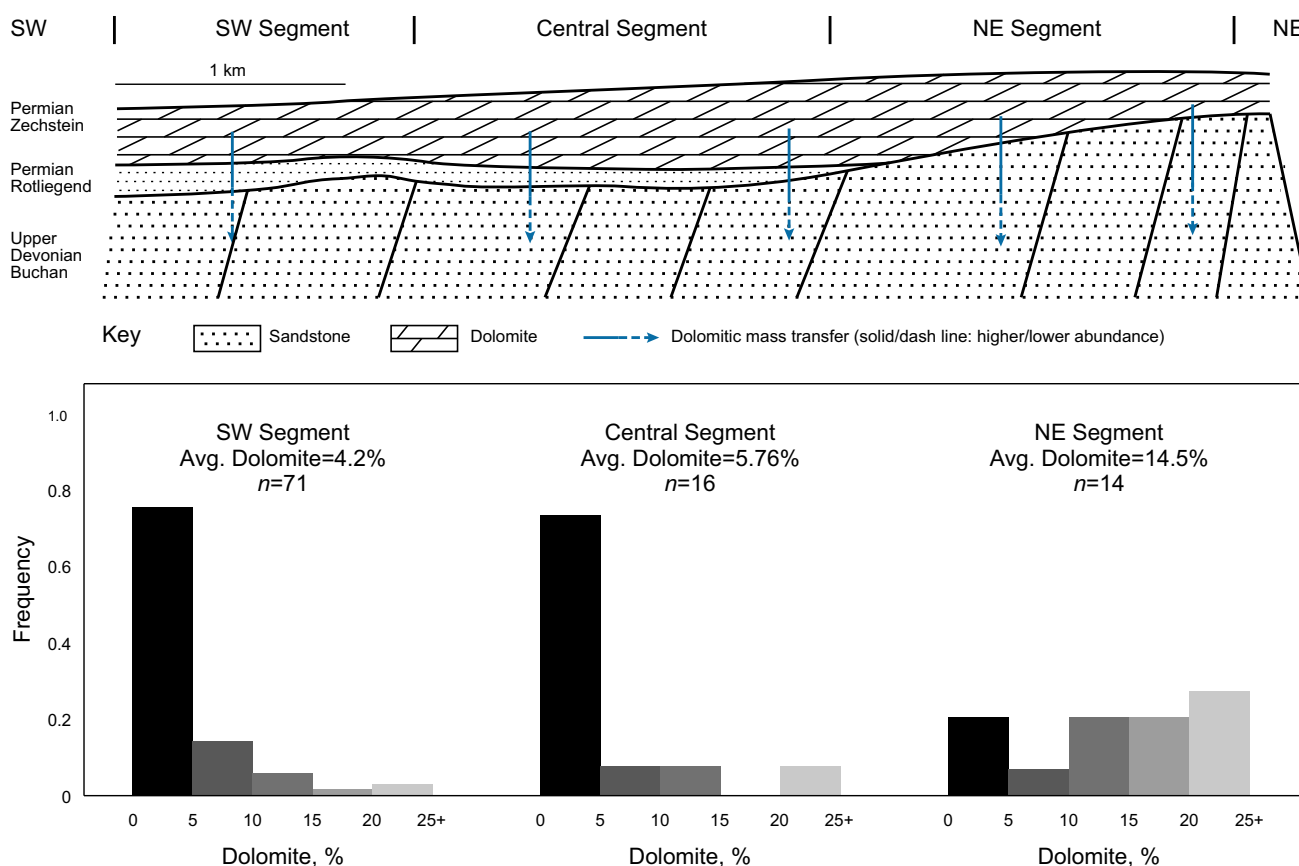 SW
SW Segment
Central Segment
NE Segment
NE
1 km
Permian
Zechstein
Permian
Rotliegend
Upper
Devonian
Buchan
Key
Sandstone
Dolomite
Dolomitic mass transfer (solid/dash line: higher/lower abundance)
SW Segment
Avg. Dolomite=4.2%
n=71
Central Segment
Avg. Dolomite=5.76%
n=16
NE Segment
Avg. Dolomite=14.5%
n=14
Frequency
1.0
0.8
0.6
0.4
0.2
0
0 5 10 15 20 25+
0 5 10 15 20 25+
0 5 10 15 20 25+
Dolomite, %
Dolomite, %
Dolomite, %